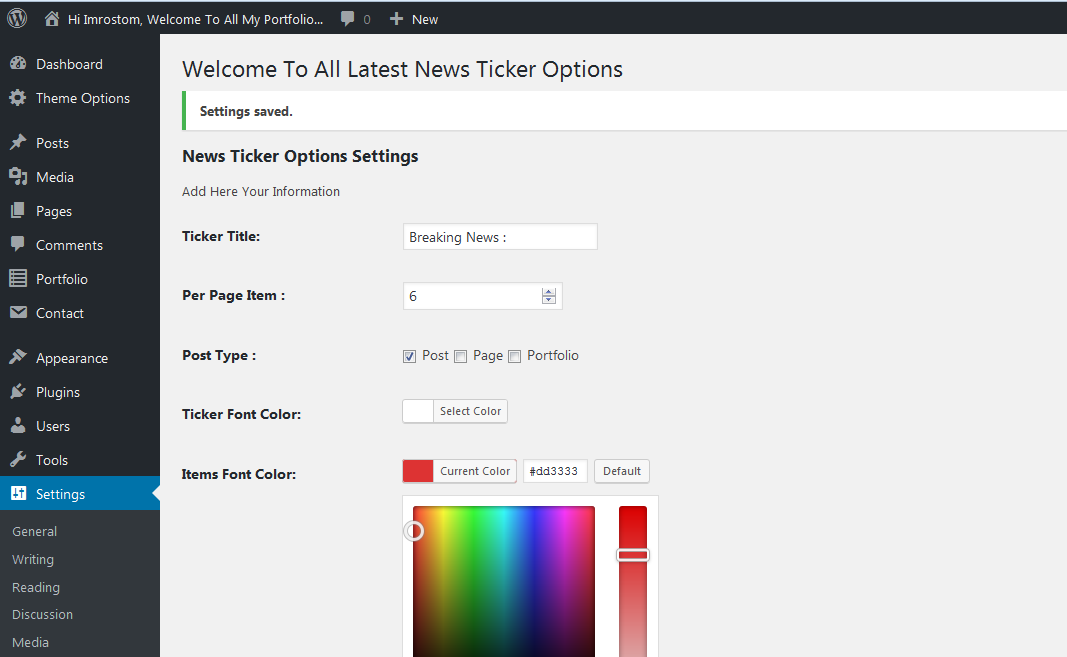 Hi Imrostom, Welcome To All My Portfolio... 0 New
Dashboard
Theme Options
Posts
Media
Pages
Comments
Portfolio
Contact
Appearance
Plugins
Users
Tools
Settings
General
Writing
Reading
Discussion
Media
Welcome To All Latest News Ticker Options
Settings saved.
News Ticker Options Settings
Add Here Your Information
Ticker Title: Breaking News :
Per Page Item : 6
Post Type : Post Page Portfolio
Ticker Font Color: Select Color
Items Font Color: Current Color #dd3333 Default